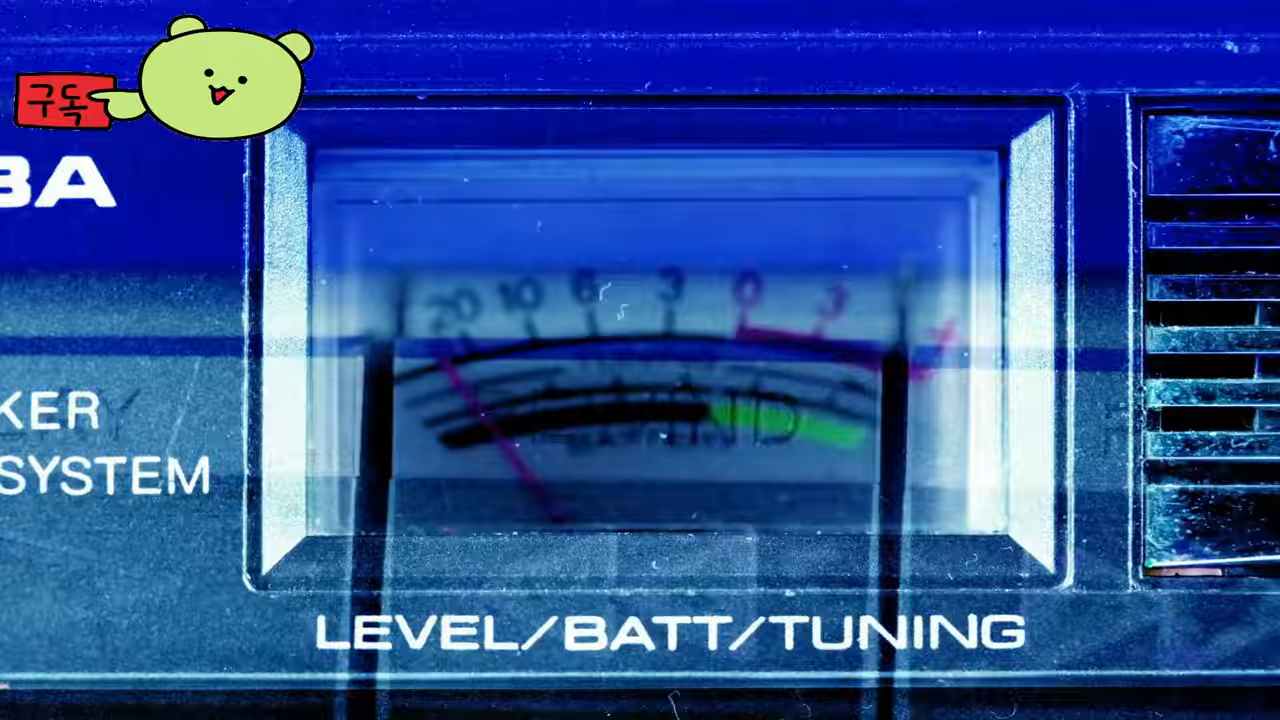 구독
BA
20 10 6 3 0 3
KER
SYSTEM
LEVEL/BATT/TUNING